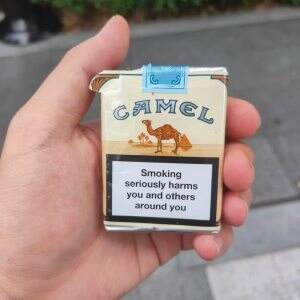 CAMEL
Smoking
seriously harms
you and others
around you